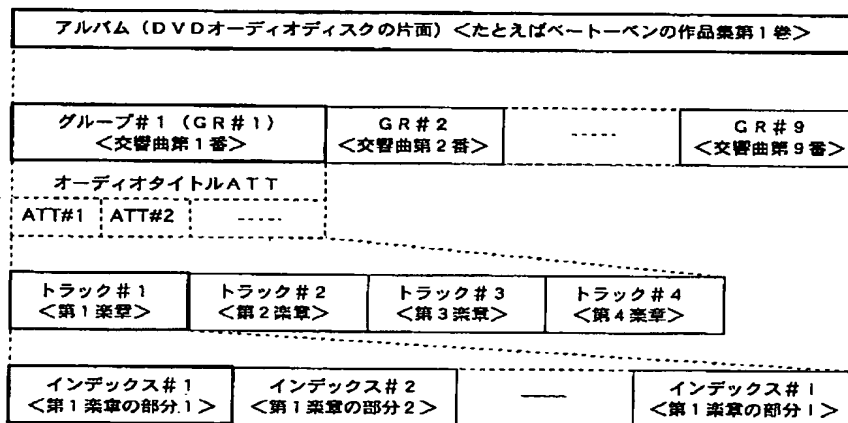 アルバム（ＤＶＤオーディオディスクの片面）＜たとえばベートーベンの作品集第１巻＞
グループ＃１（ＧＲ＃１）
＜交響曲第１番＞
ＧＲ＃２
＜交響曲第２番＞
-----
ＧＲ＃９
＜交響曲第９番＞
オーディオタイトルＡＴＴ
ATT#1 ATT#2 -----
トラック＃１
＜第１楽章＞
トラック＃２
＜第２楽章＞
トラック＃３
＜第３楽章＞
トラック＃４
＜第４楽章＞
インデックス＃１
＜第１楽章の部分１＞
インデックス＃２
＜第１楽章の部分２＞
インデックス＃Ｉ
＜第１楽章の部分Ｉ＞